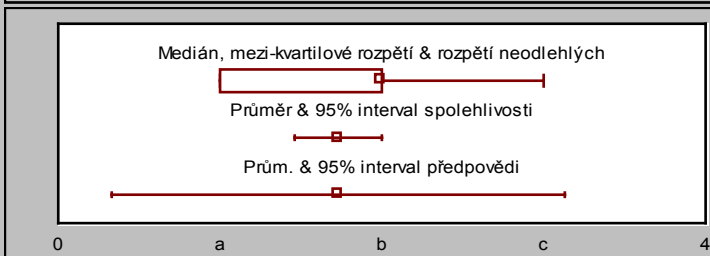 Medián, mezi-kvartilové rozpětí & rozpětí neodlehlých
Průměr & 95% interval spolehlivosti
Prům. & 95% interval předpovědi
0 a b c 4